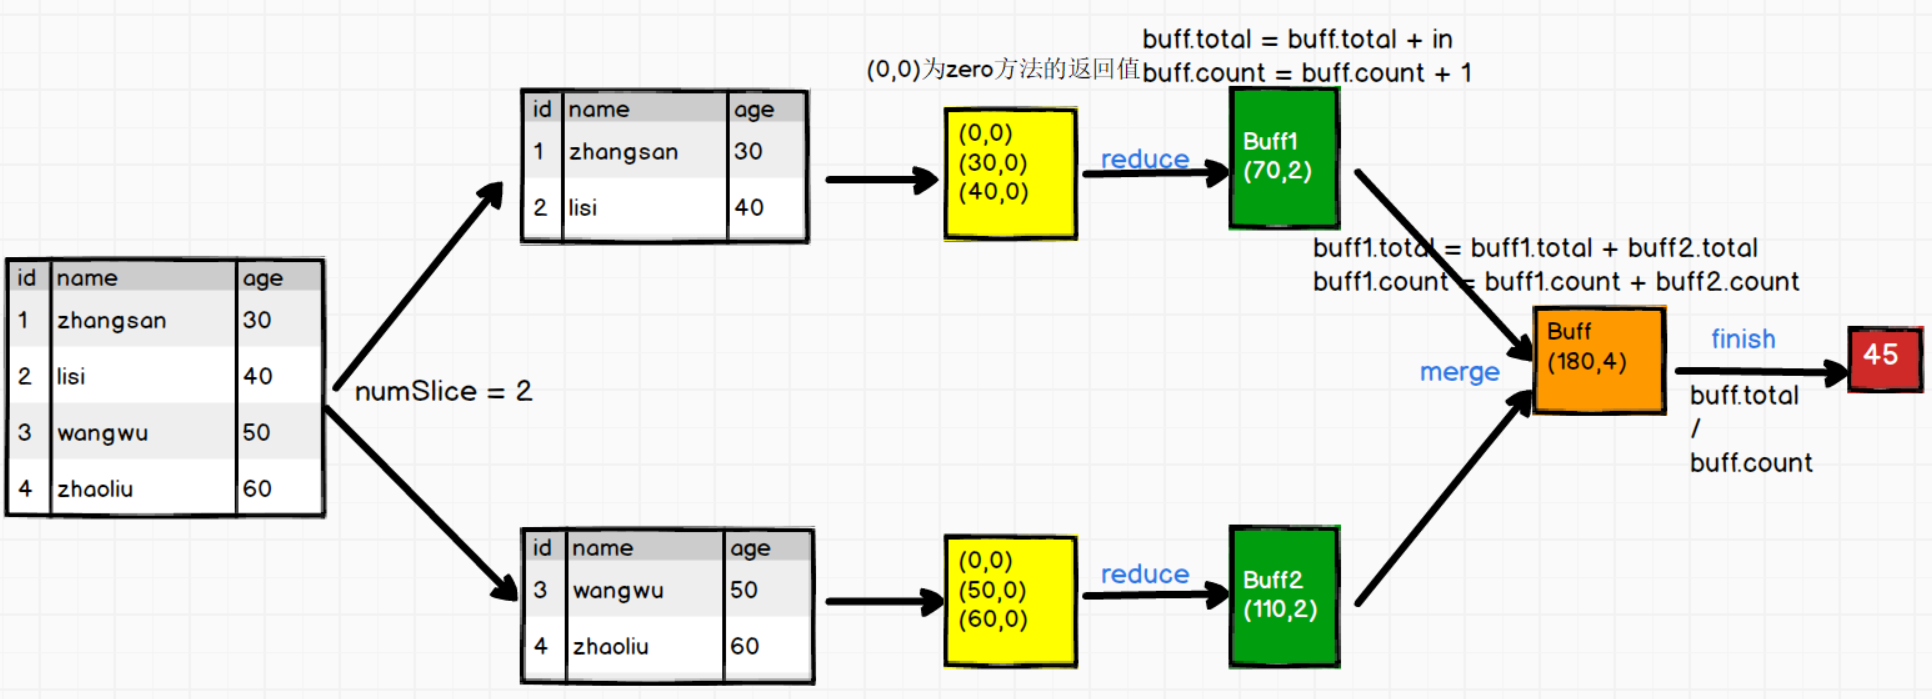 buff.total = buff.total + in
(0,0)为zero方法的返回值
buff.count = buff.count + 1
id name age
1 zhangsan 30
2 lisi 40
(0,0)
(30,0)
(40,0)
reduce
Buff1
(70,2)
buff1.total = buff1.total + buff2.total
buff1.count = buff1.count + buff2.count
id name age
1 zhangsan 30
2 lisi 40
3 wangwu 50
4 zhaoliu 60
numSlice = 2
merge
Buff
(180,4)
finish
buff.total
/
buff.count
45
id name age
3 wangwu 50
4 zhaoliu 60
(0,0)
(50,0)
(60,0)
reduce
Buff2
(110,2)